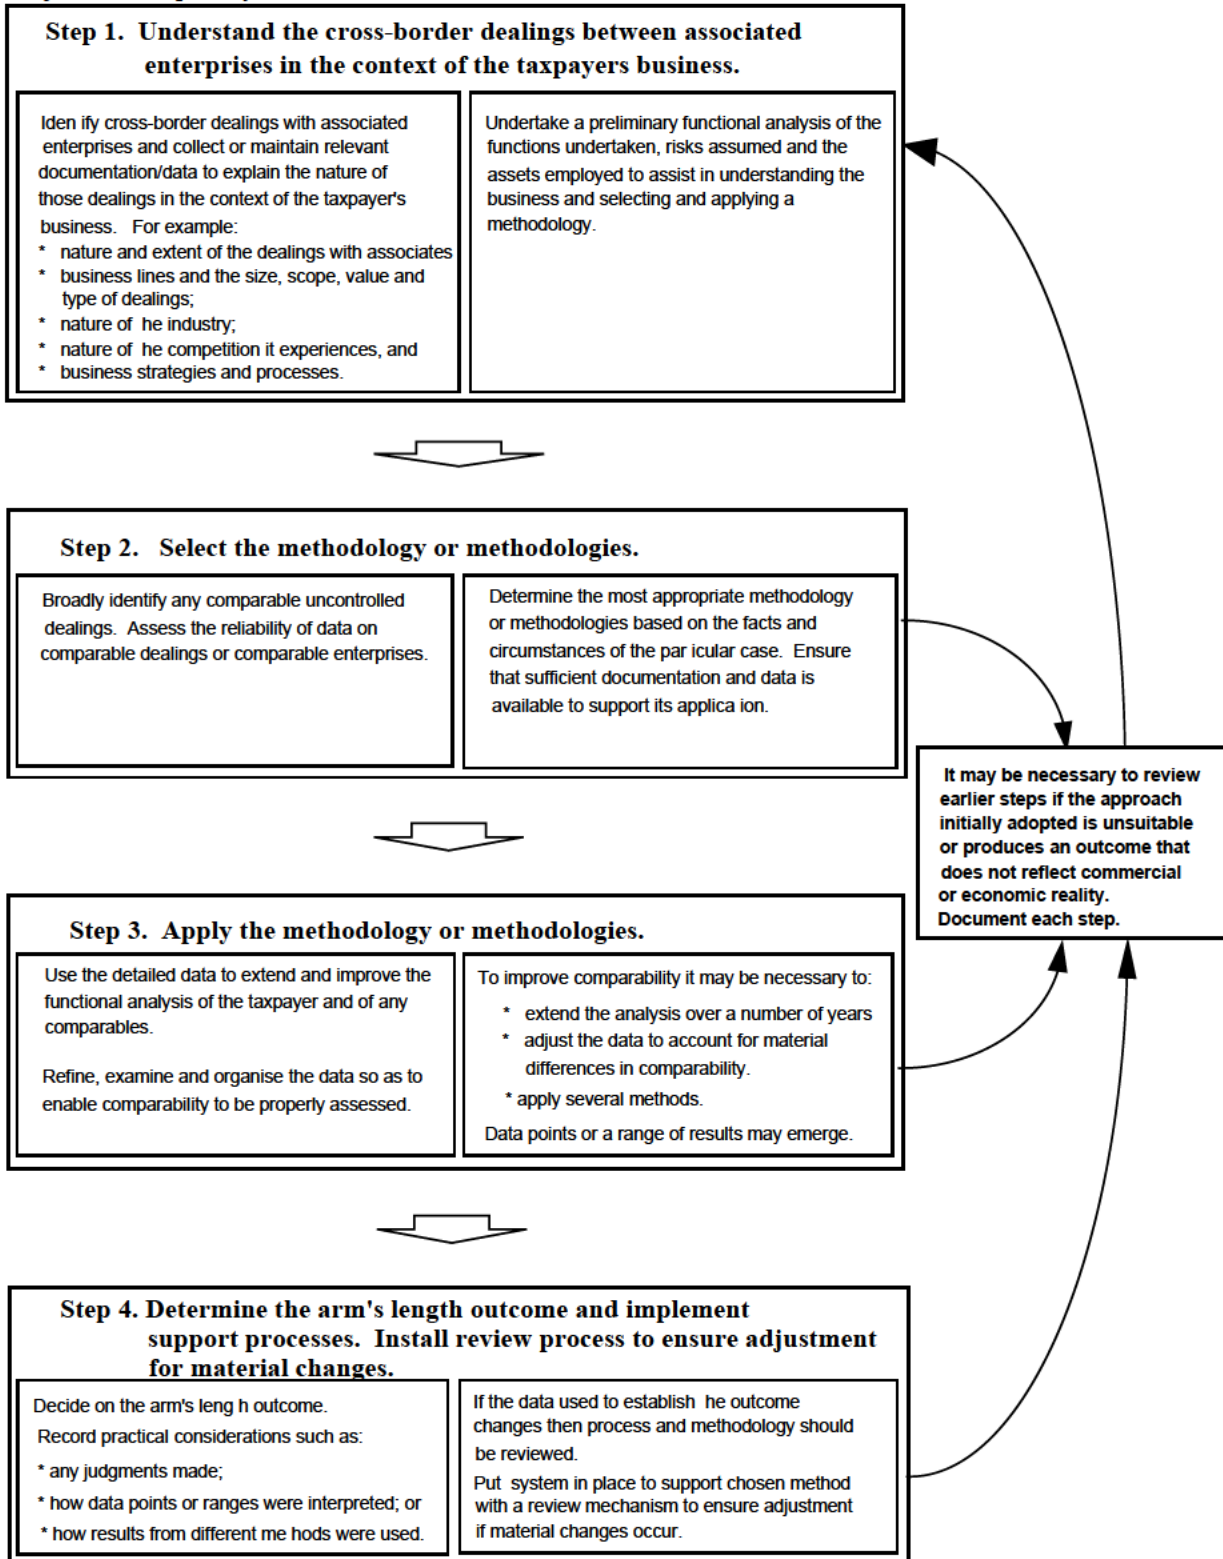 Step 1. Understand the cross-border dealings between associated
enterprises in the context of the taxpayers business.
Iden ify cross-border dealings with associated
enterprises and collect or maintain relevant
documentation/data to explain the nature of
those dealings in the context of the taxpayer's
business. For example:
* nature and extent of the dealings with associates
* business lines and the size, scope, value and
type of dealings;
* nature of he industry;
* nature of he competition it experiences, and
* business strategies and processes.
Undertake a preliminary functional analysis of the
functions undertaken, risks assumed and the
assets employed to assist in understanding the
business and selecting and applying a
methodology.
Step 2. Select the methodology or methodologies.
Broadly identify any comparable uncontrolled
dealings. Assess the reliability of data on
comparable dealings or comparable enterprises.
Determine the most appropriate methodology
or methodologies based on the facts and
circumstances of the par icular case. Ensure
that sufficient documentation and data is
available to support its applica ion.
It may be necessary to review
earlier steps if the approach
initially adopted is unsuitable
or produces an outcome that
does not reflect commercial
or economic reality.
Document each step.
Step 3. Apply the methodology or methodologies.
Use the detailed data to extend and improve the
functional analysis of the taxpayer and of any
comparables.
Refine, examine and organise the data so as to
enable comparability to be properly assessed.
To improve comparability it may be necessary to:
* extend the analysis over a number of years
* adjust the data to account for material
differences in comparability.
* apply several methods.
Data points or a range of results may emerge.
Step 4. Determine the arm's length outcome and implement
support processes. Install review process to ensure adjustment
for material changes.
Decide on the arm's leng h outcome.
Record practical considerations such as:
* any judgments made;
* how data points or ranges were interpreted; or
* how results from different me hods were used.
If the data used to establish he outcome
changes then process and methodology should
be reviewed.
Put system in place to support chosen method
with a review mechanism to ensure adjustment
if material changes occur.